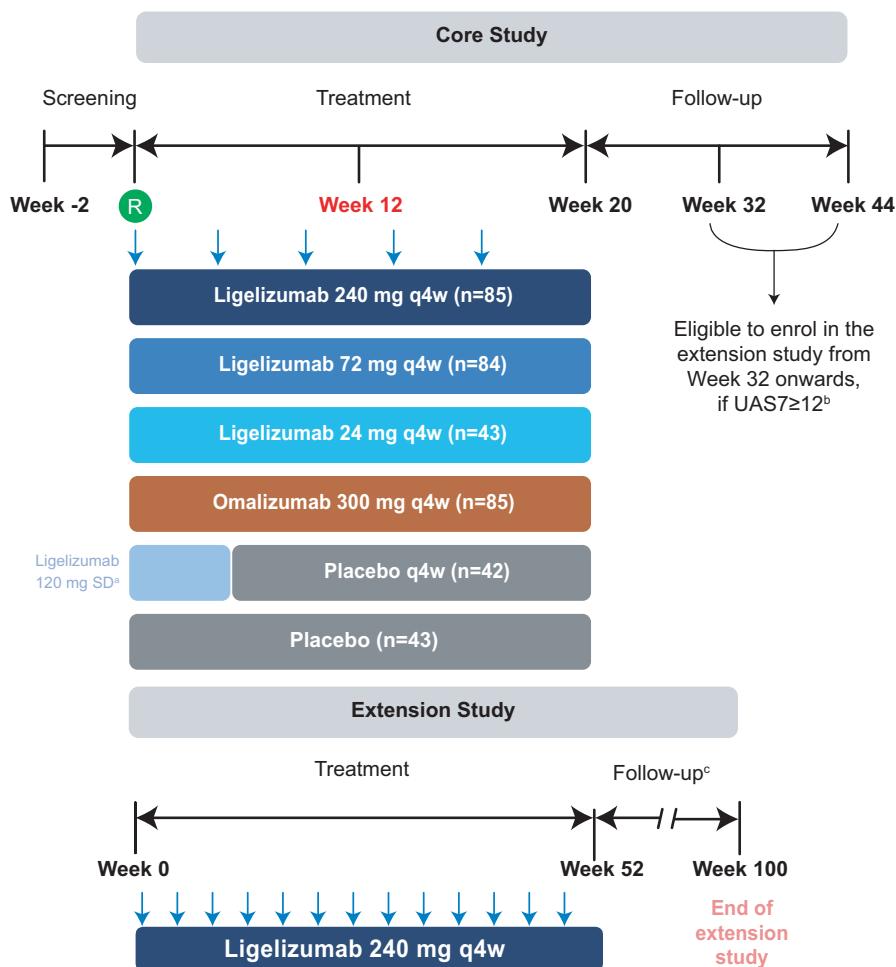 Core Study
Screening
Treatment
Follow-up
Week -2
R
Week 12
Week 20
Week 32
Week 44
Ligelizumab 240 mg q4w (n=85)
Ligelizumab 72 mg q4w (n=84)
Ligelizumab 24 mg q4w (n=43)
Omalizumab 300 mg q4w (n=85)
Ligelizumab
120 mg SDᵃ
Placebo q4w (n=42)
Placebo (n=43)
Eligible to enrol in the
extension study from
Week 32 onwards,
if UAS7≥12ᵇ
Extension Study
Treatment
Follow-upᶜ
Week 0
Week 52
Week 100
Ligelizumab 240 mg q4w
End of
extension
study